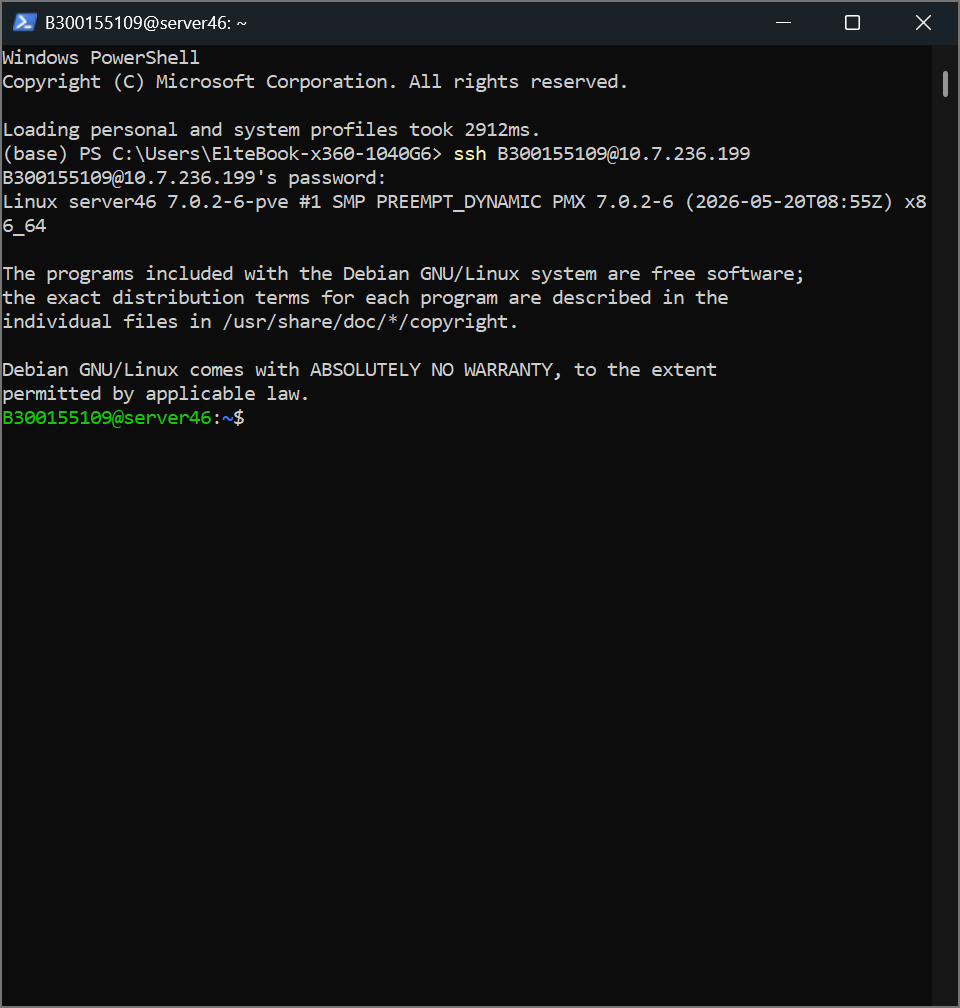 B300155109@server46: ~
Windows PowerShell
Copyright (C) Microsoft Corporation. All rights reserved.
Loading personal and system profiles took 2912ms.
(base) PS C:\Users\ElteBook-x360-1040G6> ssh B300155109@10.7.236.199
B300155109@10.7.236.199's password:
Linux server46 7.0.2-6-pve #1 SMP PREEMPT_DYNAMIC PMX 7.0.2-6 (2026-05-20T08:55Z) x8
6_64
The programs included with the Debian GNU/Linux system are free software;
the exact distribution terms for each program are described in the
individual files in /usr/share/doc/*/copyright.
Debian GNU/Linux comes with ABSOLUTELY NO WARRANTY, to the extent
permitted by applicable law.
B300155109@server46:~$